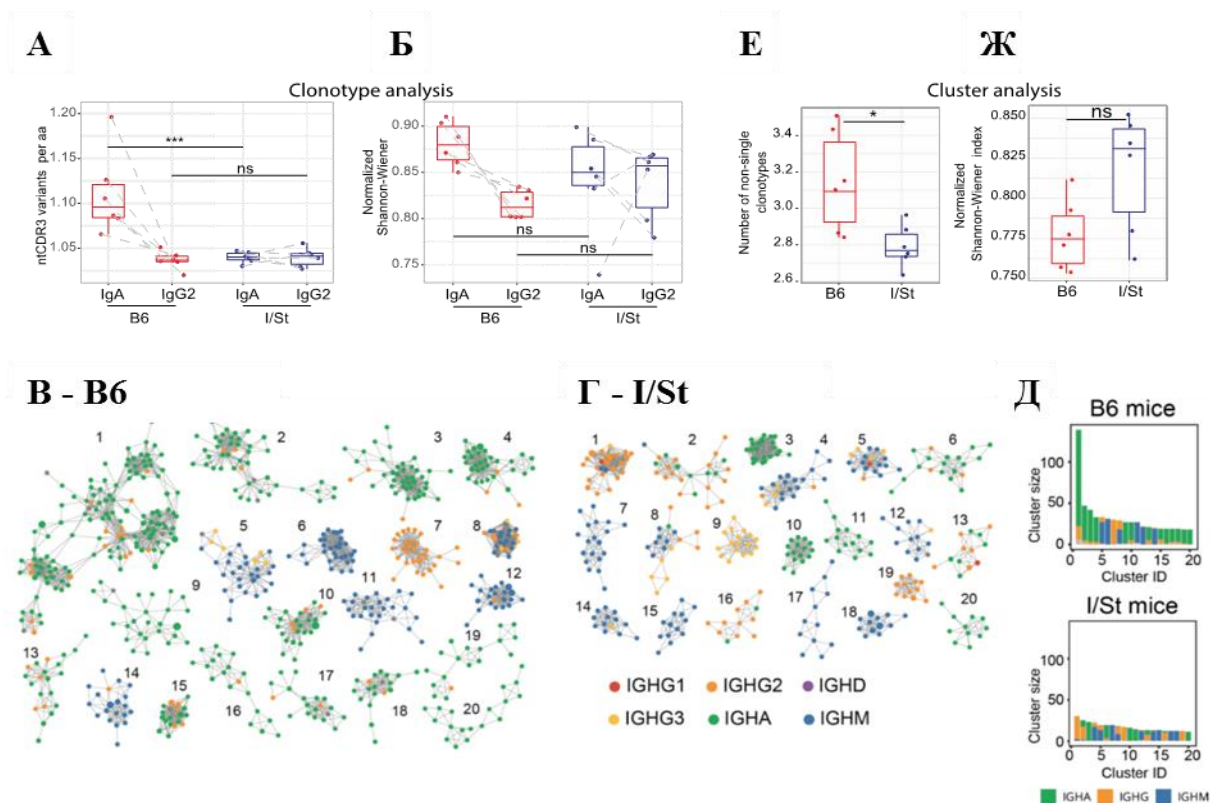 А
Б
Е
Ж
Clonotype analysis
Cluster analysis
ntCDR3 variants per aa
1.20
1.15
1.10
1.05
***
ns
IgA
IgG2
IgA
IgG2
B6
I/St
Normalized
Shannon-Wiener
0.90
0.85
0.80
0.75
ns
ns
IgA
IgG2
IgA
IgG2
B6
I/St
Number of non-single
clonotypes
3.4
3.2
3.0
2.8
2.6
*
B6
I/St
Normalized
Shannon-Wiener index
0.850
0.825
0.800
0.775
0.750
ns
B6
I/St
В - B6
1
2
3
4
5
6
7
8
9
10
11
12
13
14
15
16
17
18
19
20
Г - I/St
1
2
3
4
5
6
7
8
9
10
11
12
13
14
15
16
17
18
19
20
IGHG1
IGHG2
IGHD
IGHG3
IGHA
IGHM
Д
B6 mice
Cluster size
100
50
0
0
5
10
15
20
Cluster ID
I/St mice
Cluster size
100
50
0
0
5
10
15
20
Cluster ID
IGHA
IGHG
IGHM